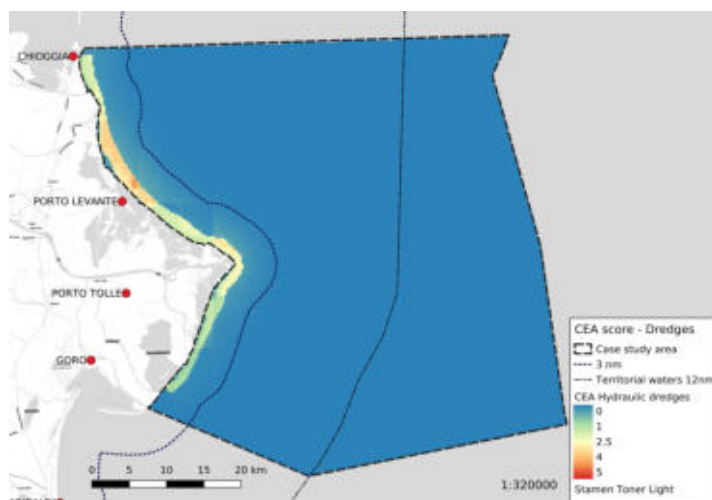 CHIOGGIA
PORTO LEVANTE
PORTO TOLLE
GORO
CEA score - Dredges
Case study area
3 nm
Territorial waters 12nm
CEA Hydraulic dredges
0
1
2.5
4
5
Stamen Toner Light
0 5 10 15 20 km
1:320000